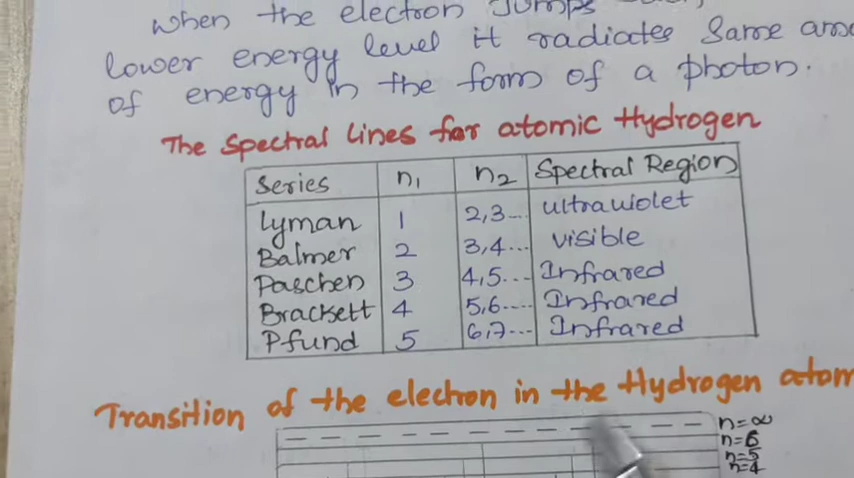 when the electron jumps
lower energy level it radiates same
of energy in the form of a photon.
The Spectral Lines for atomic Hydrogen
Series n₁ n₂ Spectral Region
Lyman 1 2,3... ultraviolet
Balmer 2 3,4... visible
Paschen 3 4,5... Infrared
Brackett 4 5,6.... Infrared
Pfund 5 6,7... Infrared
Transition of the electron in the Hydrogen atom
n=∞
n=6
n=5
n=4